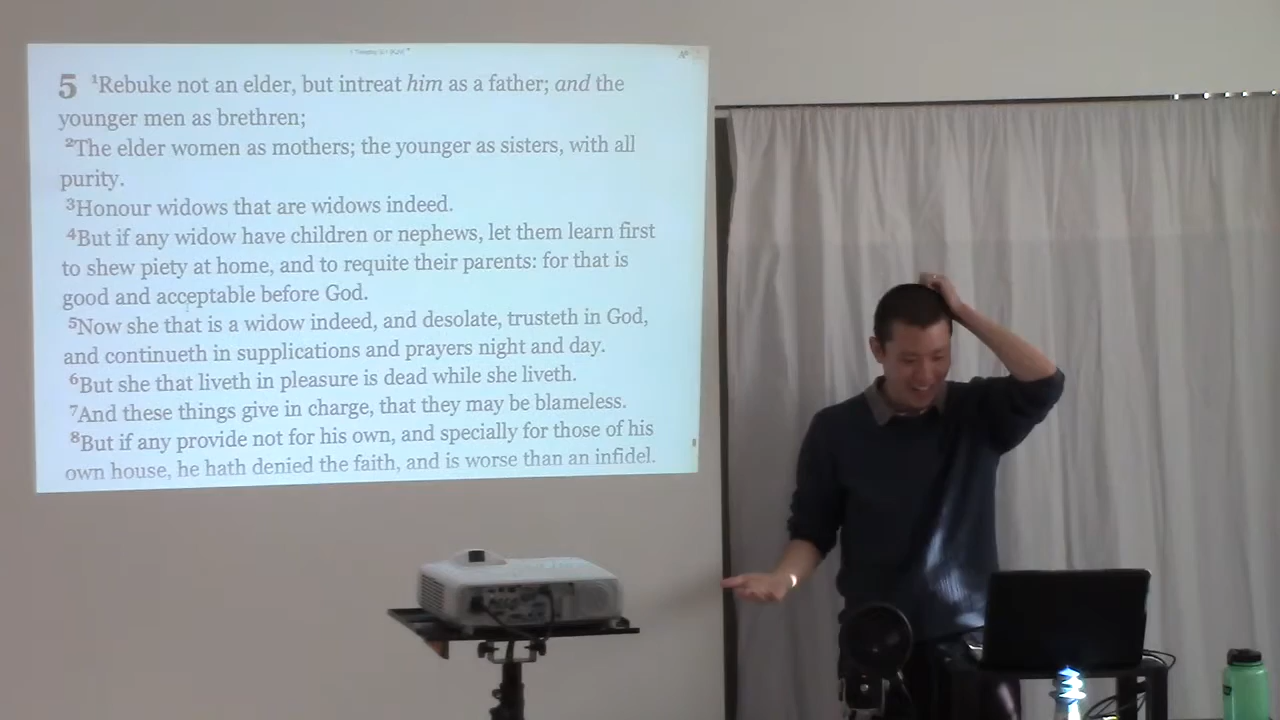 5 ¹Rebuke not an elder, but intreat him as a father; and the
younger men as brethren;
²The elder women as mothers; the younger as sisters, with all
purity.
³Honour widows that are widows indeed.
⁴But if any widow have children or nephews, let them learn first
to shew piety at home, and to requite their parents: for that is
good and acceptable before God.
⁵Now she that is a widow indeed, and desolate, trusteth in God,
and continueth in supplications and prayers night and day.
⁶But she that liveth in pleasure is dead while she liveth.
⁷And these things give in charge, that they may be blameless.
⁸But if any provide not for his own, and specially for those of his
own house, he hath denied the faith, and is worse than an infidel.